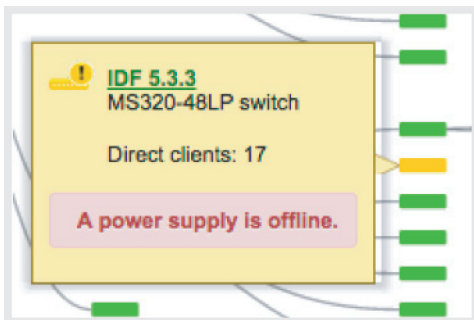 IDF 5.3.3
MS320-48LP switch
Direct clients: 17
A power supply is offline.